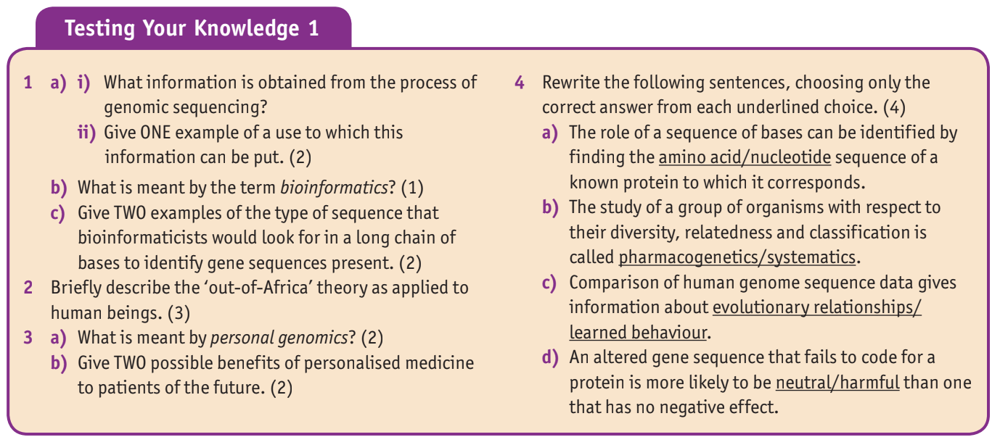 Testing Your Knowledge 1
1 a) i) What information is obtained from the process of
genomic sequencing?
ii) Give ONE example of a use to which this
information can be put. (2)
b) What is meant by the term bioinformatics? (1)
c) Give TWO examples of the type of sequence that
bioinformaticists would look for in a long chain of
bases to identify gene sequences present. (2)
2 Briefly describe the ‘out-of-Africa’ theory as applied to
human beings. (3)
3 a) What is meant by personal genomics? (2)
b) Give TWO possible benefits of personalised medicine
to patients of the future. (2)
4 Rewrite the following sentences, choosing only the
correct answer from each underlined choice. (4)
a) The role of a sequence of bases can be identified by
finding the amino acid/nucleotide sequence of a
known protein to which it corresponds.
b) The study of a group of organisms with respect to
their diversity, relatedness and classification is
called pharmacogenetics/systematics.
c) Comparison of human genome sequence data gives
information about evolutionary relationships/
learned behaviour.
d) An altered gene sequence that fails to code for a
protein is more likely to be neutral/harmful than one
that has no negative effect.